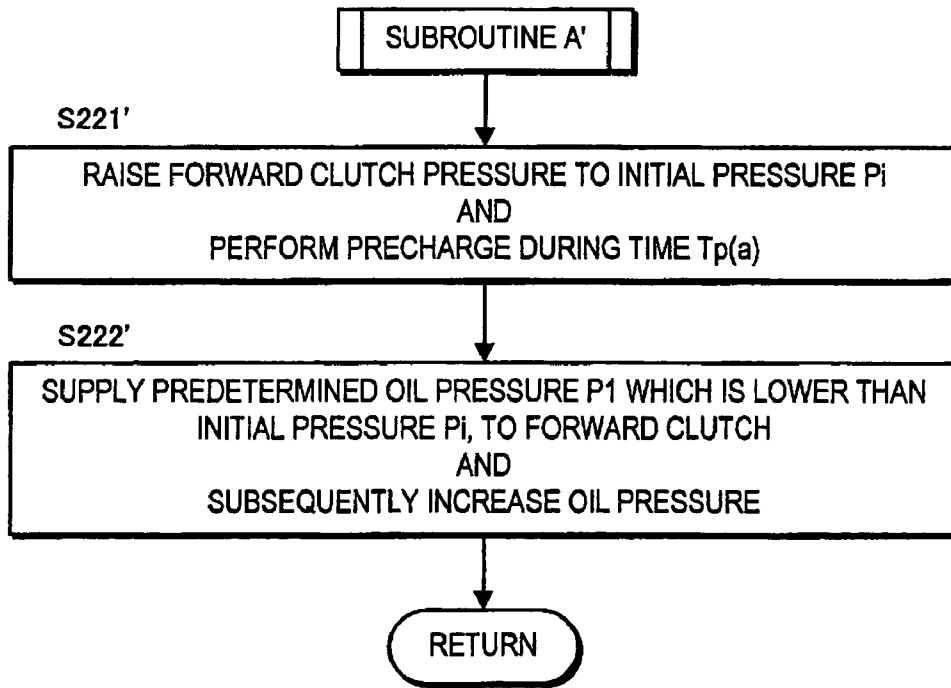 SUBROUTINE A'
S221'
RAISE FORWARD CLUTCH PRESSURE TO INITIAL PRESSURE Pi
AND
PERFORM PRECHARGE DURING TIME Tp(a)
S222'
SUPPLY PREDETERMINED OIL PRESSURE P1 WHICH IS LOWER THAN
INITIAL PRESSURE Pi, TO FORWARD CLUTCH
AND
SUBSEQUENTLY INCREASE OIL PRESSURE
RETURN